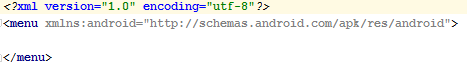 <?xml version="1.0" encoding="utf-8"?>
<menu xmlns:android="http://schemas.android.com/apk/res/android">
</menu>